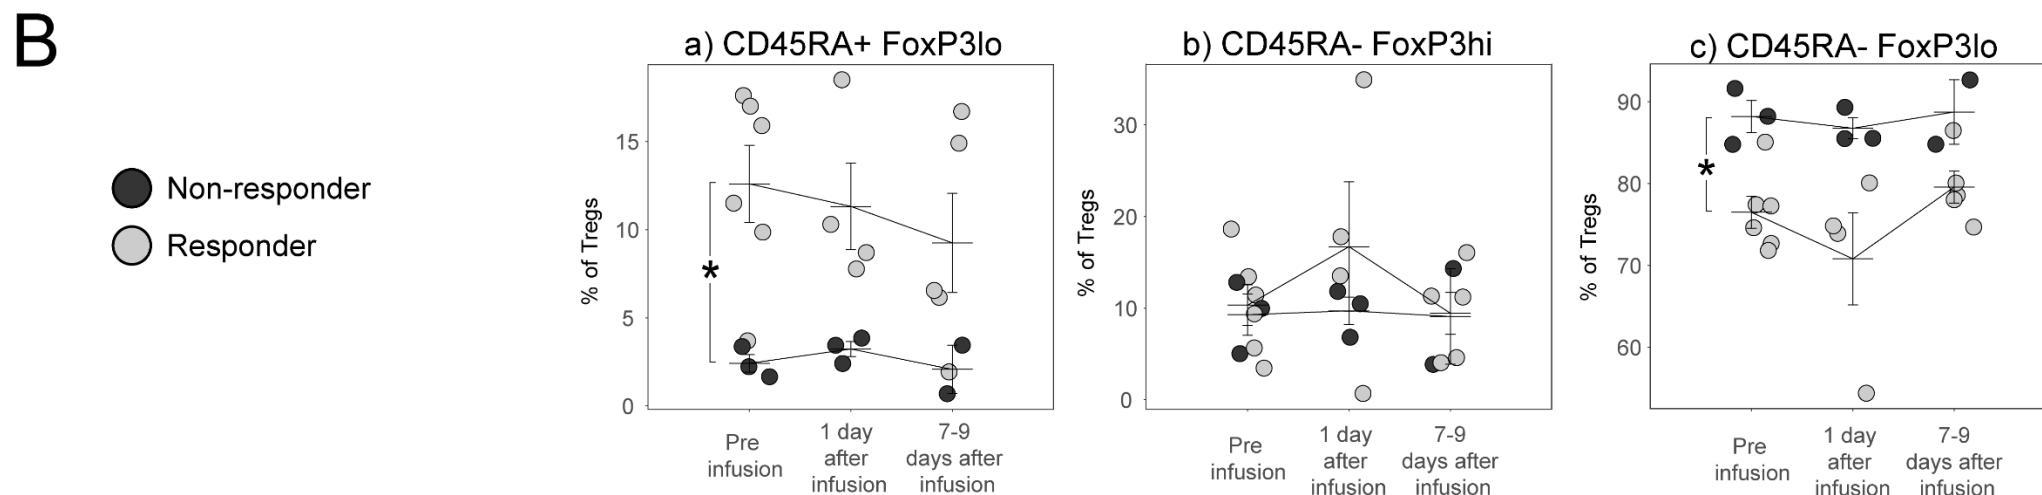 B
Non-responder
Responder
a) CD45RA+ FoxP3lo
% of Tregs
15
10
5
0
*
Pre
infusion
1 day
after
infusion
7-9
days after
infusion
b) CD45RA- FoxP3hi
% of Tregs
30
20
10
0
Pre
infusion
1 day
after
infusion
7-9
days after
infusion
c) CD45RA- FoxP3lo
% of Tregs
90
80
70
60
*
Pre
infusion
1 day
after
infusion
7-9
days after
infusion